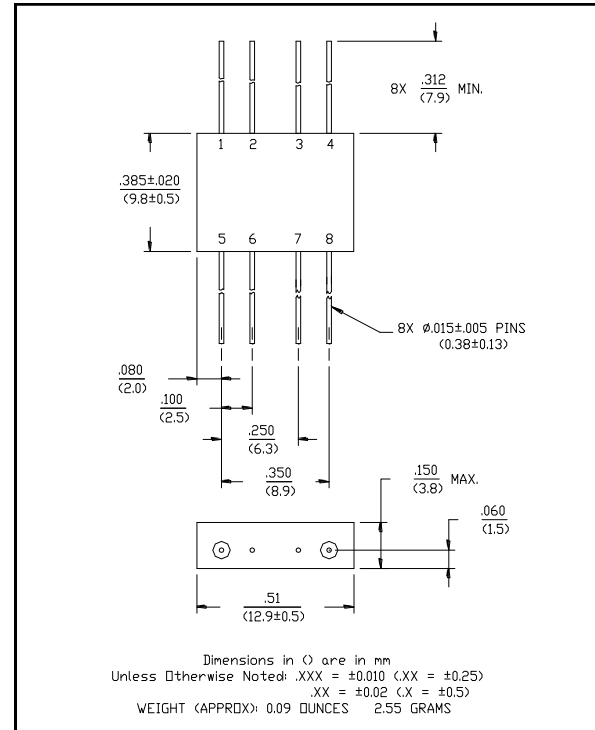 8X .312 MIN.
(7.9)
1 2 3 4
.385±.020
(9.8±0.5)
5 6 7 8
8X Ø.015±.005 PINS
(0.38±0.13)
.080
(2.0)
.100
(2.5)
.250
(6.3)
.350
(8.9)
.150 MAX.
(3.8)
.060
(1.5)
.51
(12.9±0.5)
Dimensions in () are in mm
Unless Otherwise Noted: .XXX = ±0.010 (.XX = ±0.25)
.XX = ±0.02 (.X = ±0.5)
WEIGHT (APPROX): 0.09 OUNCES 2.55 GRAMS